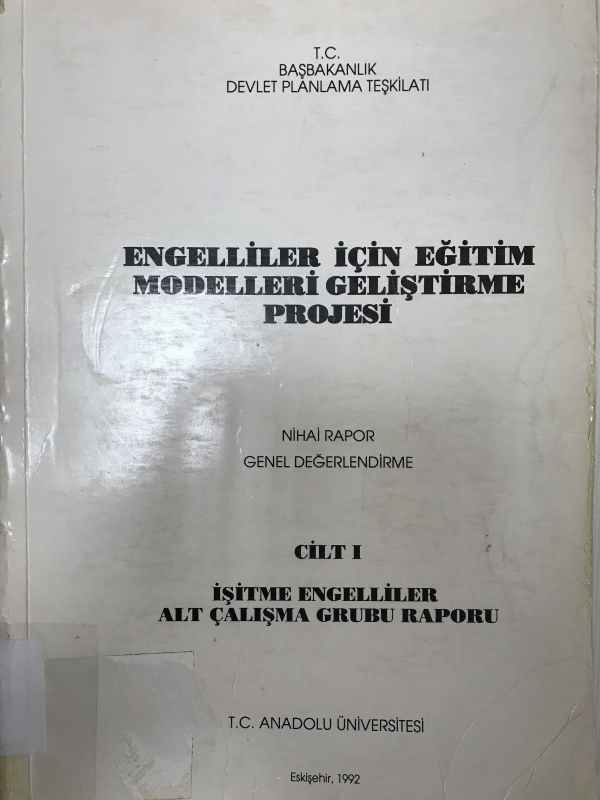 T.C.
BAŞBAKANLIK
DEVLET PLANLAMA TEŞKİLATI
ENGELLİLER İÇİN EĞİTİM
MODELLERİ GELİŞTİRME
PROJESİ
NİHAİ RAPOR
GENEL DEĞERLENDİRME
CİLT I
İŞİTME ENGELLİLER
ALT ÇALIŞMA GRUBU RAPORU
T.C. ANADOLU ÜNİVERSİTESİ
Eskişehir, 1992